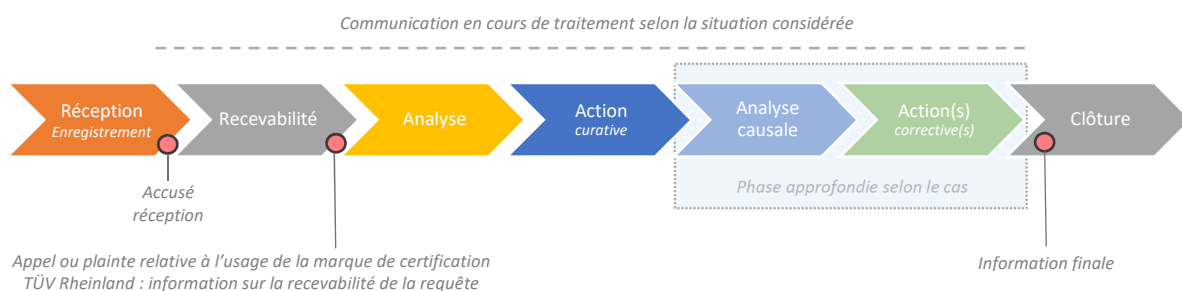 Communication en cours de traitement selon la situation considérée
Réception
Enregistrement
Recevabilité
Analyse
Action
curative
Analyse
causale
Action(s)
corrective(s)
Clôture
Phase approfondie selon le cas
Accusé
réception
Appel ou plainte relative à l’usage de la marque de certification
TÜV Rheinland : information sur la recevabilité de la requête
Information finale